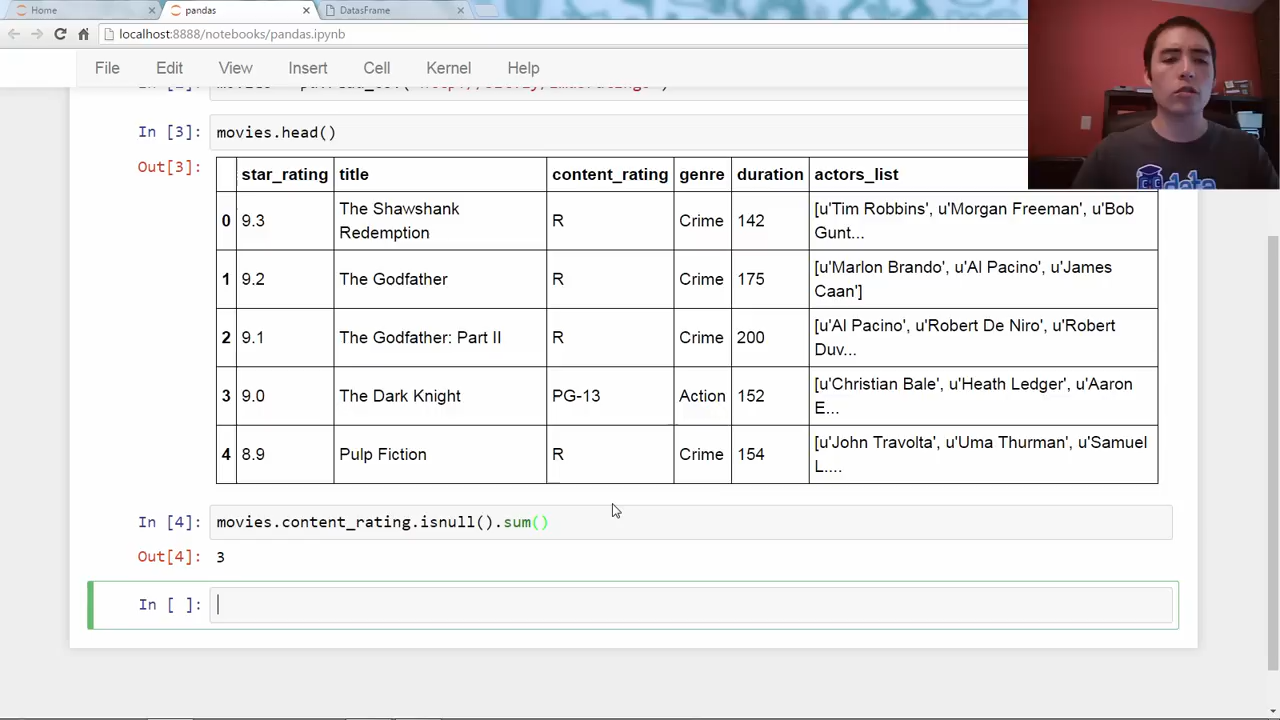 Home × pandas × DatasFrame ×
localhost:8888/notebooks/pandas.ipynb
File Edit View Insert Cell Kernel Help
In [3]: movies.head()
Out[3]:
star_rating title content_rating genre duration actors_list
0 9.3 The Shawshank Redemption R Crime 142 [u'Tim Robbins', u'Morgan Freeman', u'Bob Gunt...
1 9.2 The Godfather R Crime 175 [u'Marlon Brando', u'Al Pacino', u'James Caan']
2 9.1 The Godfather: Part II R Crime 200 [u'Al Pacino', u'Robert De Niro', u'Robert Duv...
3 9.0 The Dark Knight PG-13 Action 152 [u'Christian Bale', u'Heath Ledger', u'Aaron E...
4 8.9 Pulp Fiction R Crime 154 [u'John Travolta', u'Uma Thurman', u'Samuel L....
In [4]: movies.content_rating.isnull().sum()
Out[4]: 3
In [ ]:
data